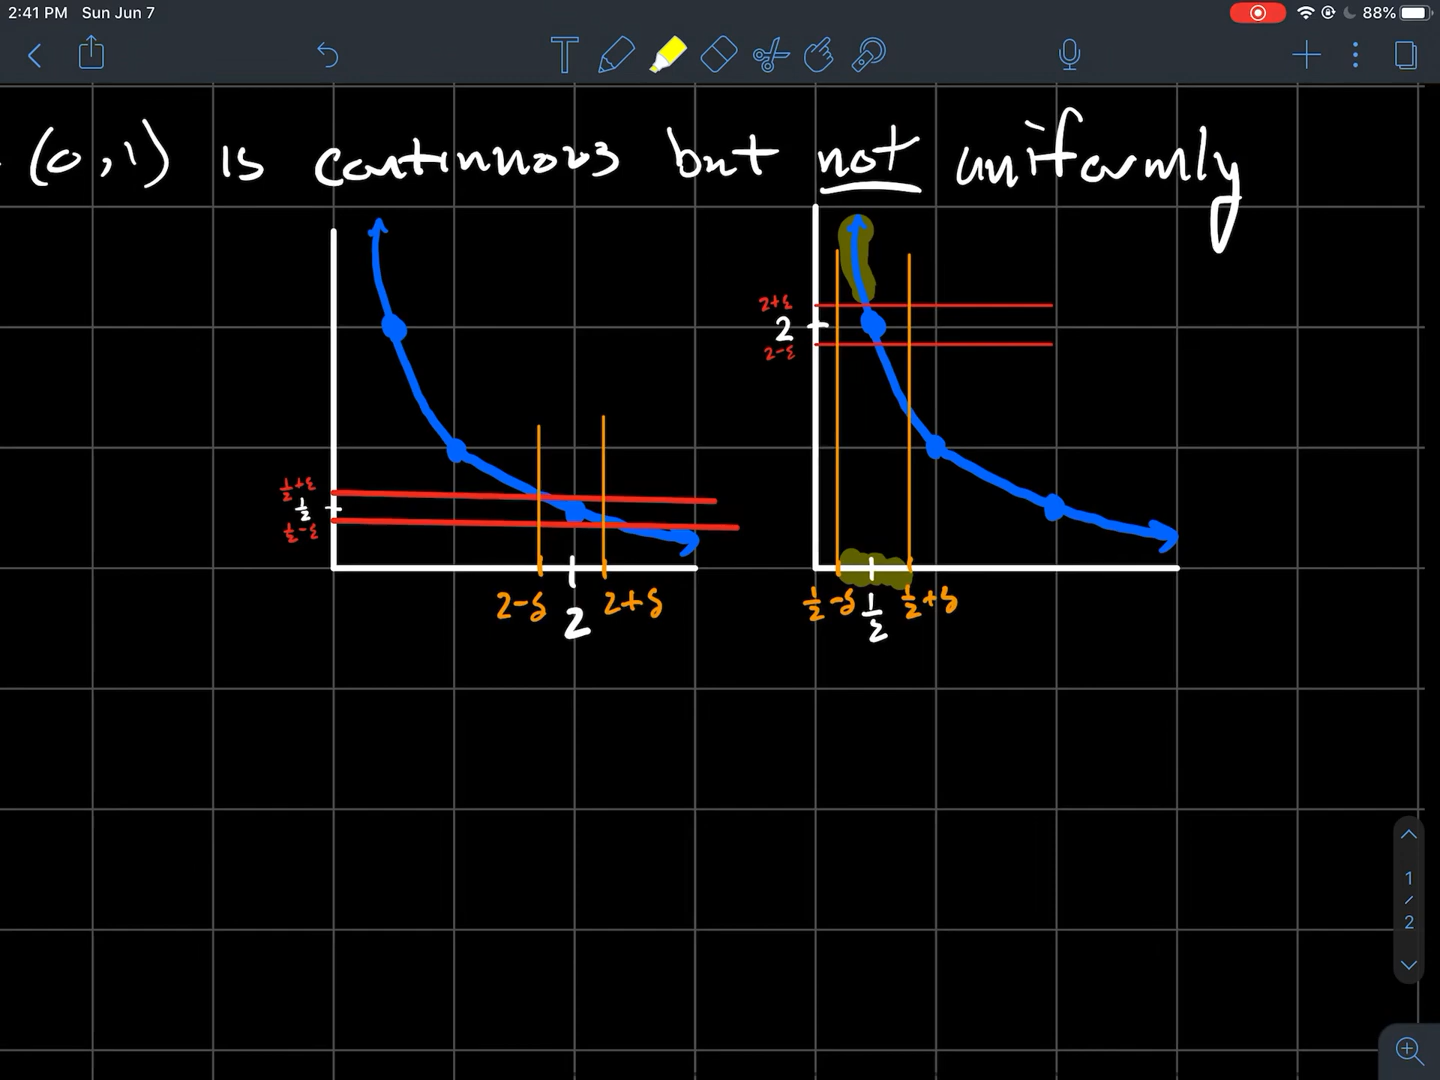 2:41 PM Sun Jun 7
88%
T
(0,1) is continuous but not uniformly
2+ε
2
2-ε
1/2+ε
1/2
1/2-ε
2-δ 2 2+δ
1/2-δ 1/2 1/2+δ
1
/
2